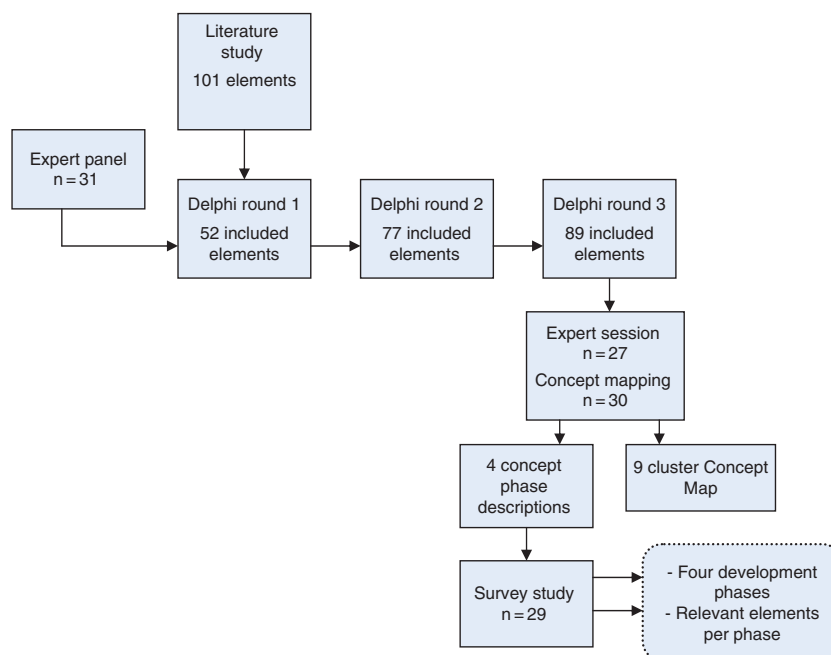 Literature
study
101 elements
Expert panel
n = 31
Delphi round 1
52 included
elements
Delphi round 2
77 included
elements
Delphi round 3
89 included
elements
Expert session
n = 27
Concept mapping
n = 30
4 concept
phase
descriptions
9 cluster Concept
Map
Survey study
n = 29
- Four development
phases
- Relevant elements
per phase